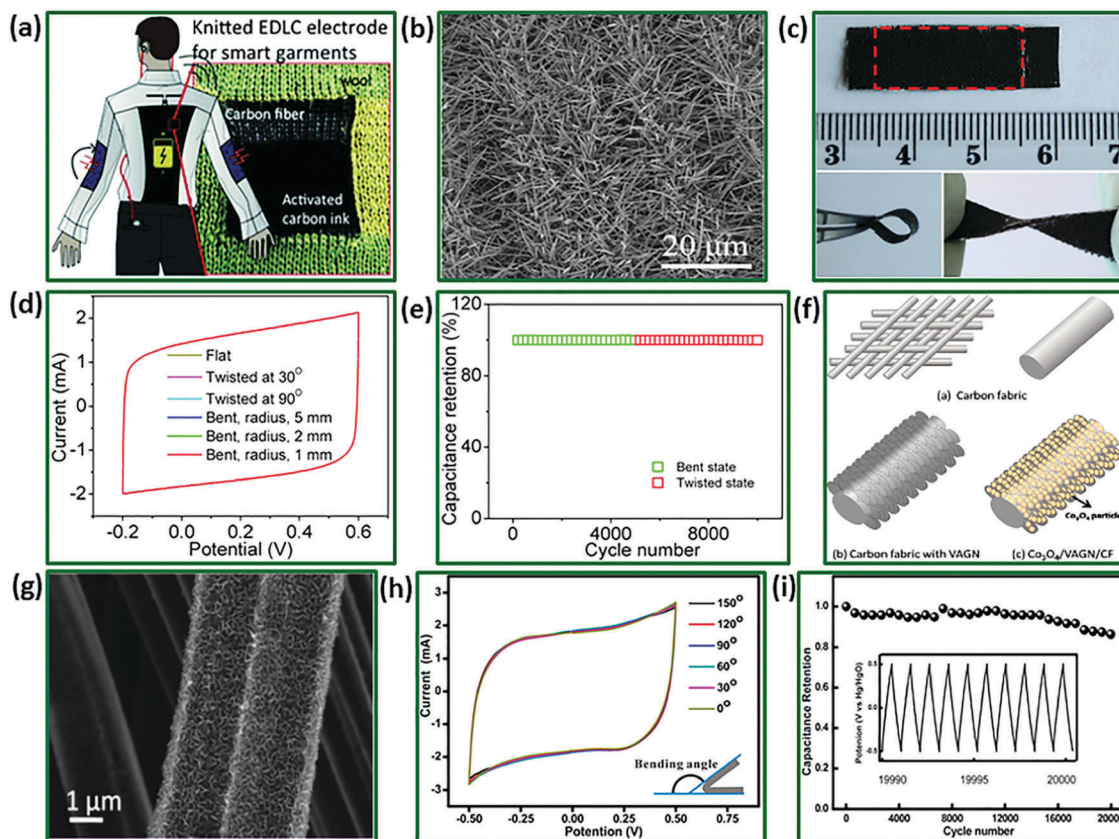 (a)
Knitted EDLC electrode
for smart garments
wool
Carbon fiber
Activated
carbon ink
(b)
20 μm
(c)
3 4 5 6 7
(d)
Current (mA)
2
1
0
-1
-2
Flat
Twisted at 30°
Twisted at 90°
Bent, radius, 5 mm
Bent, radius, 2 mm
Bent, radius, 1 mm
-0.2 0.0 0.2 0.4 0.6
Potential (V)
(e)
Capacitance retention (%)
120
80
40
0
Bent state
Twisted state
0 4000 8000
Cycle number
(f)
(a) Carbon fabric
Co₃O₄ particle
(b) Carbon fabric with VAGN
(c) Co₃O₄/VAGN/CF
(g)
1 μm
(h)
Current (mA)
3
2
1
0
-1
-2
-3
150°
120°
90°
60°
30°
0°
Bending angle
-0.50 -0.25 0.00 0.25 0.50
Potention (V)
(i)
Capacitance Retention
1.0
0.8
0.6
0.4
0.2
0.0
Potenion (V vs Hg/HgO)
0.5
0.0
-0.5
19990 19995 20000
0 4000 8000 12000 16000
Cycle number